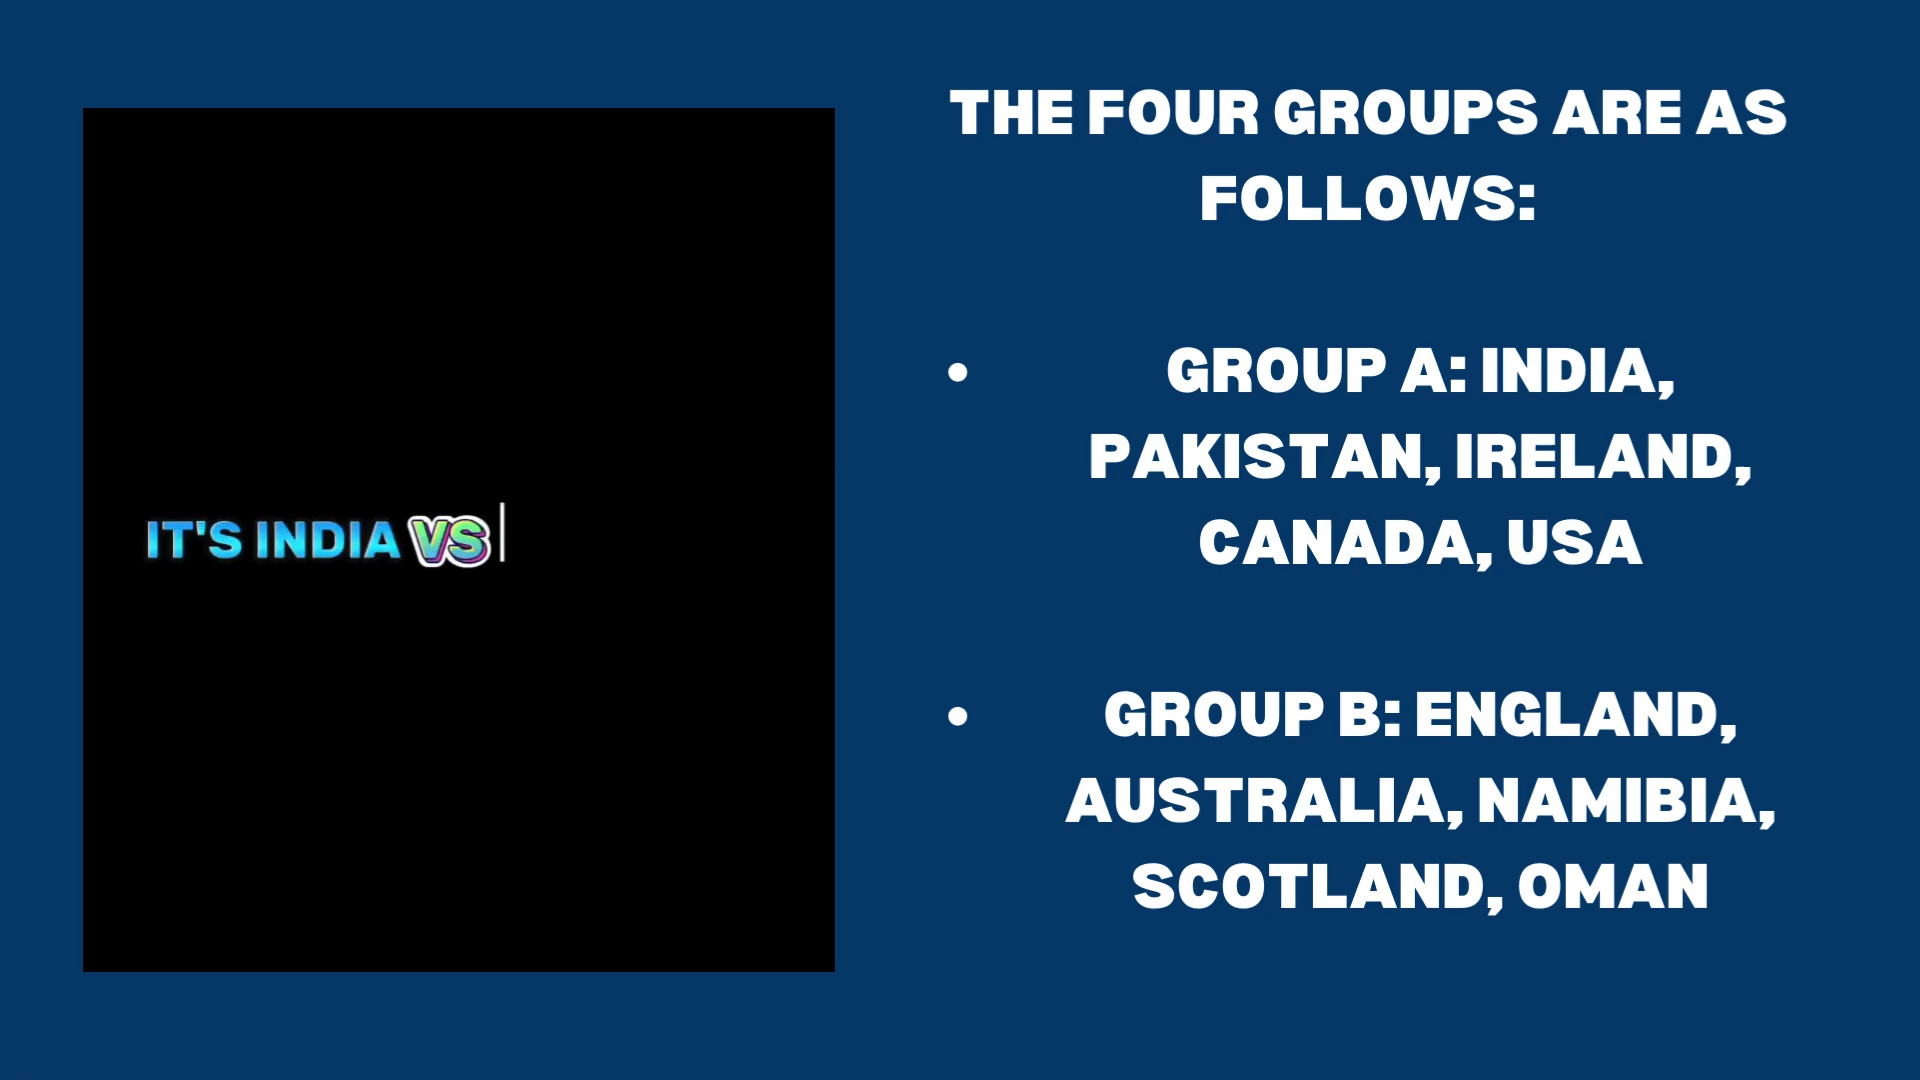 IT'S INDIA VS
THE FOUR GROUPS ARE AS
FOLLOWS:
• GROUP A: INDIA,
PAKISTAN, IRELAND,
CANADA, USA
• GROUP B: ENGLAND,
AUSTRALIA, NAMIBIA,
SCOTLAND, OMAN